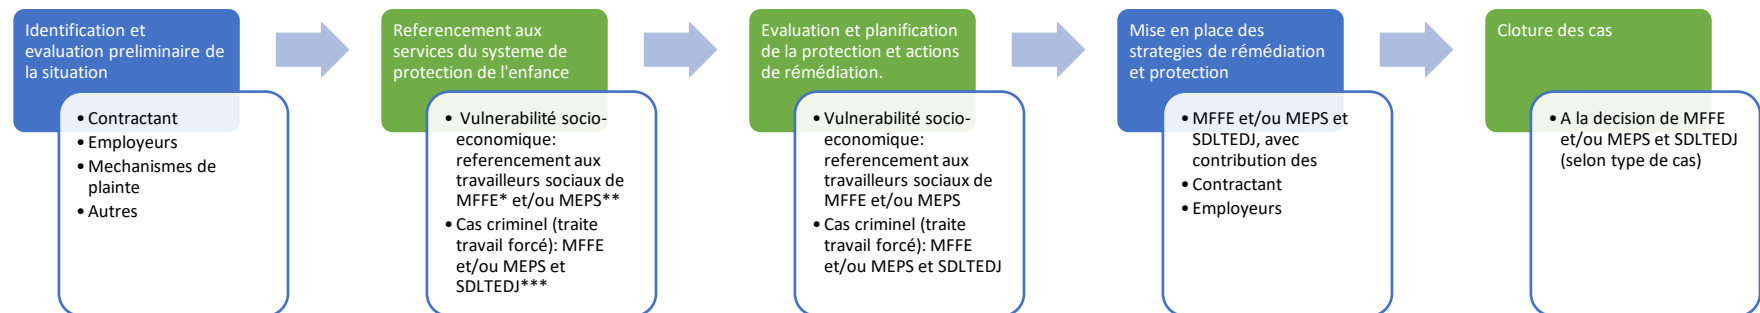 Identification et
evaluation preliminaire de
la situation
• Contractant
• Employeurs
• Mechanismes de
plainte
• Autres
Referencement aux
services du systeme de
protection de l'enfance
• Vulnerabilité socio-
economique:
referencement aux
travailleurs sociaux de
MFFE* et/ou MEPS**
• Cas criminel (traite
travail forcé): MFFE
et/ou MEPS et
SDLTEDJ***
Evaluation et planification
de la protection et actions
de rémédiation.
• Vulnerabilité socio-
economique:
referencement aux
travailleurs sociaux de
MFFE et/ou MEPS
• Cas criminel (traite
travail forcé): MFFE
et/ou MEPS et SDLTEDJ
Mise en place des
strategies de rémédiation
et protection
• MFFE et/ou MEPS et
SDLTEDJ, avec
contribution des
• Contractant
• Employeurs
Cloture des cas
• A la decision de MFFE
et/ou MEPS et SDLTEDJ
(selon type de cas)